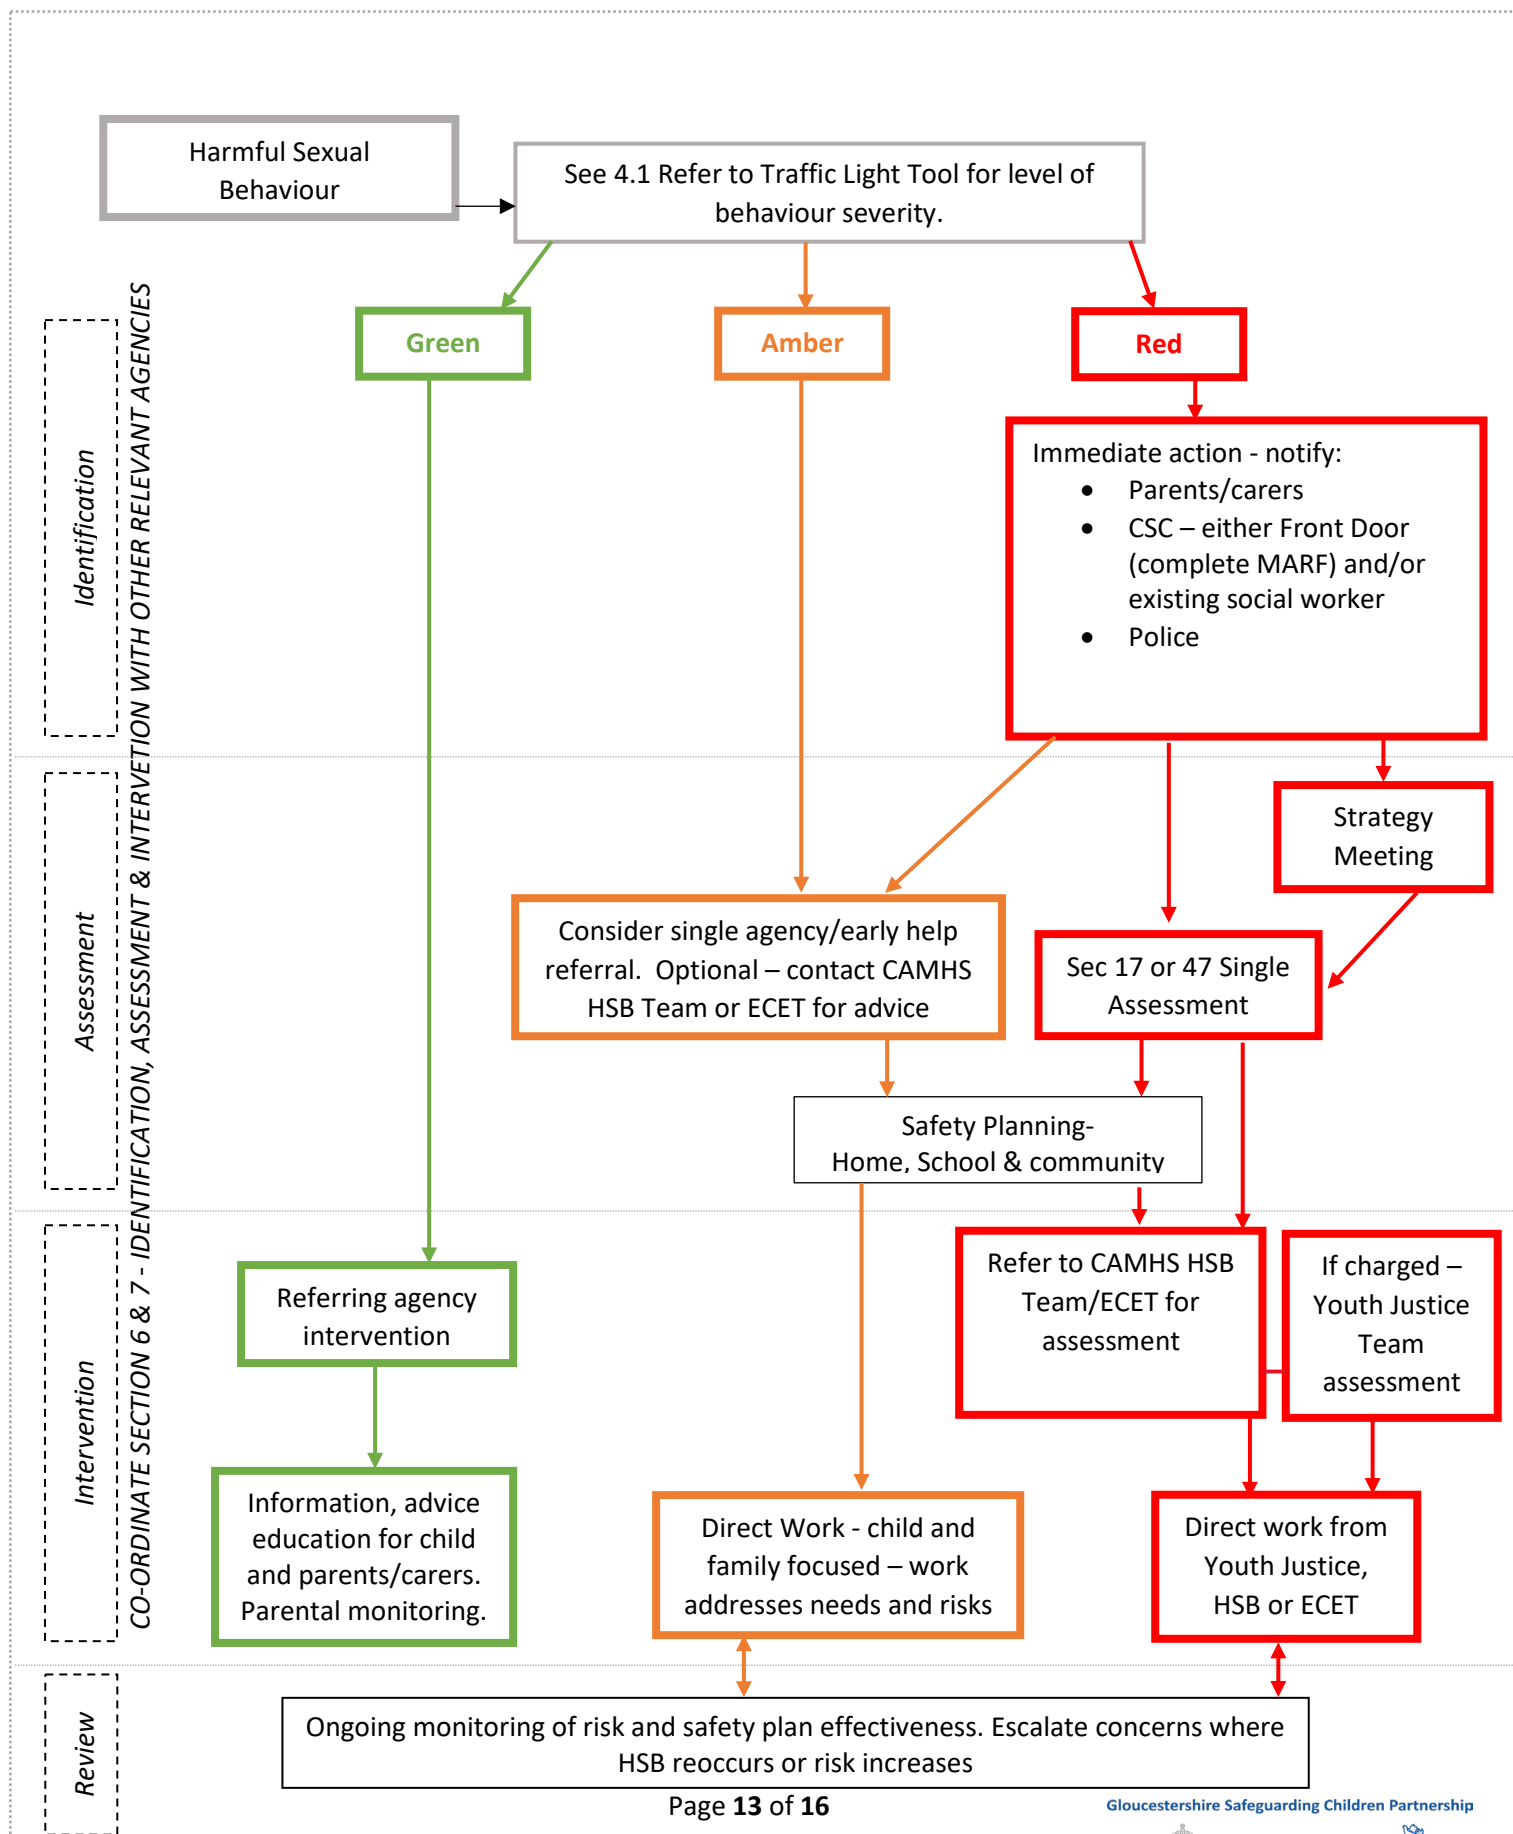 Harmful Sexual
Behaviour
See 4.1 Refer to Traffic Light Tool for level of
behaviour severity.
Green
Amber
Red
Identification
CO-ORDINATE SECTION 6 & 7 - IDENTIFICATION, ASSESSMENT & INTERVETION WITH OTHER RELEVANT AGENCIES
Immediate action - notify:
• Parents/carers
• CSC – either Front Door
(complete MARF) and/or
existing social worker
• Police
Assessment
Strategy
Meeting
Consider single agency/early help
referral. Optional – contact CAMHS
HSB Team or ECET for advice
Sec 17 or 47 Single
Assessment
Safety Planning-
Home, School & community
Intervention
Referring agency
intervention
Refer to CAMHS HSB
Team/ECET for
assessment
If charged –
Youth Justice
Team
assessment
Information, advice
education for child
and parents/carers.
Parental monitoring.
Direct Work - child and
family focused – work
addresses needs and risks
Direct work from
Youth Justice,
HSB or ECET
Review
Ongoing monitoring of risk and safety plan effectiveness. Escalate concerns where
HSB reoccurs or risk increases
Page 13 of 16
Gloucestershire Safeguarding Children Partnership